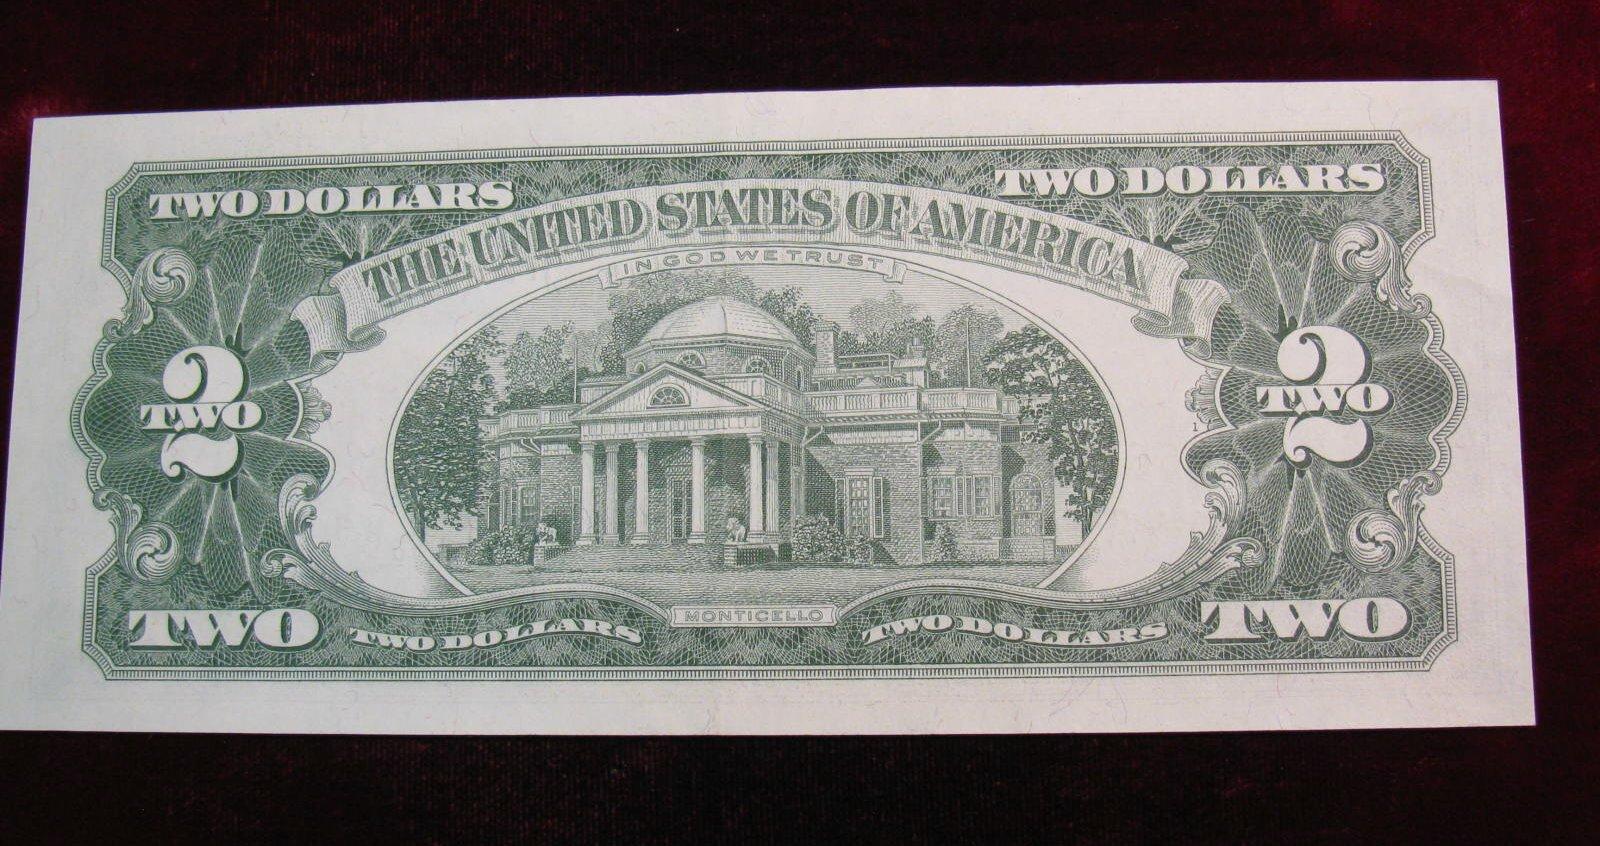 TWO DOLLARS
TWO DOLLARS
THE UNITED STATES OF AMERICA
IN GOD WE TRUST
2
TWO
2
TWO
1
MONTICELLO
TWO
TWO DOLLARS
TWO DOLLARS
TWO